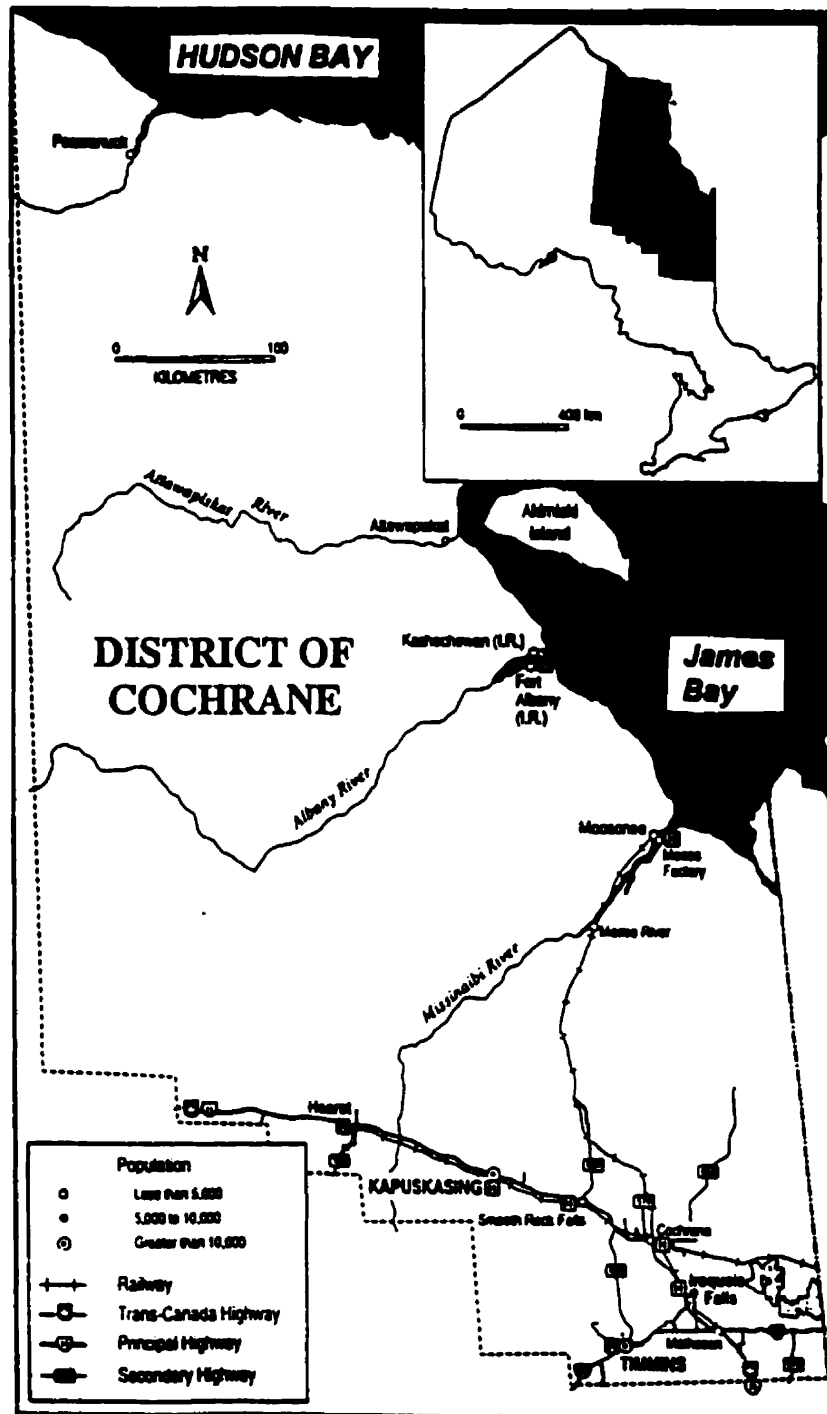 HUDSON BAY
Peawanuck
N
0 100
KILOMETRES
0 400 km
Attawapiskat River
Attawapiskat
Akimiski
Island
DISTRICT OF
COCHRANE
Kashechewan (I.R.)
Fort
Albany
(I.R.)
James
Bay
Albany River
Moosonee
Moose
Factory
Moose River
Missinaibi River
Hearst
KAPUSKASING
Smooth Rock Falls
Cochrane
Iroquois
Falls
Matheson
TIMMINS
Population
Less than 5,000
5,000 to 10,000
Greater than 10,000
Railway
Trans-Canada Highway
Principal Highway
Secondary Highway